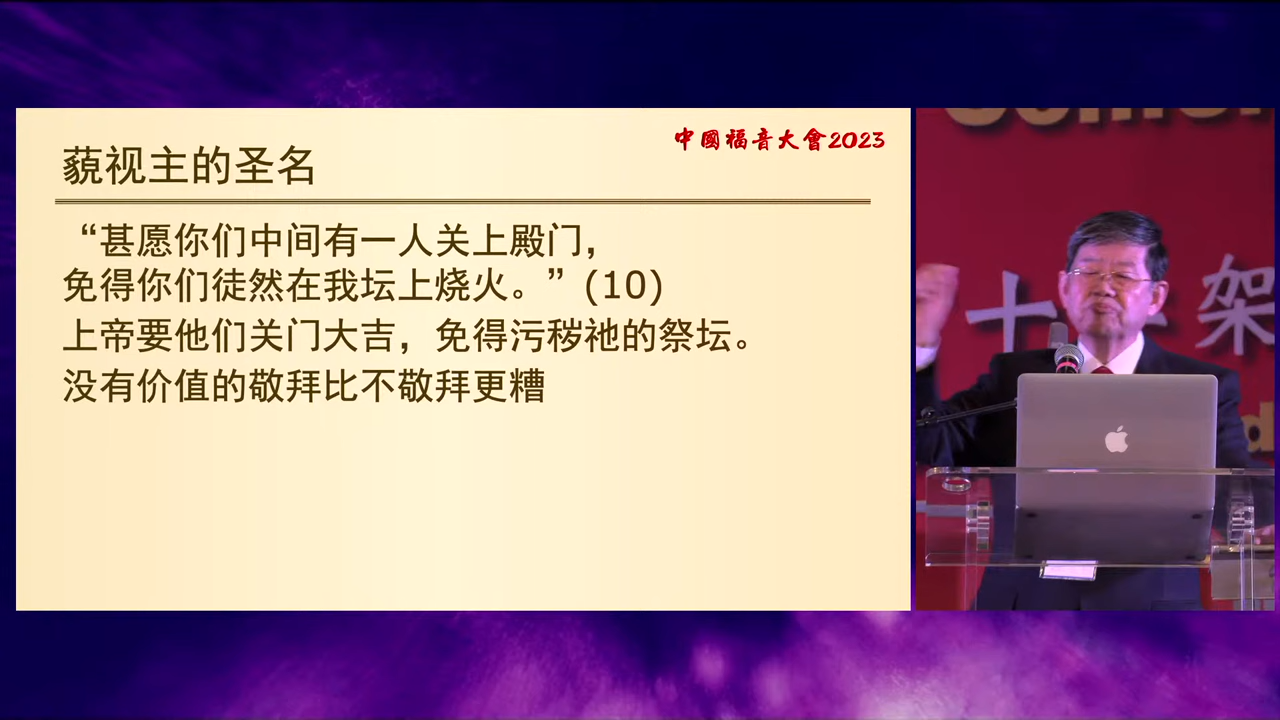 中國福音大會2023
藐视主的圣名
“甚愿你们中间有一人关上殿门，
免得你们徒然在我坛上烧火。”(10)
上帝要他们关门大吉，免得污秽祂的祭坛。
没有价值的敬拜比不敬拜更糟
十
架